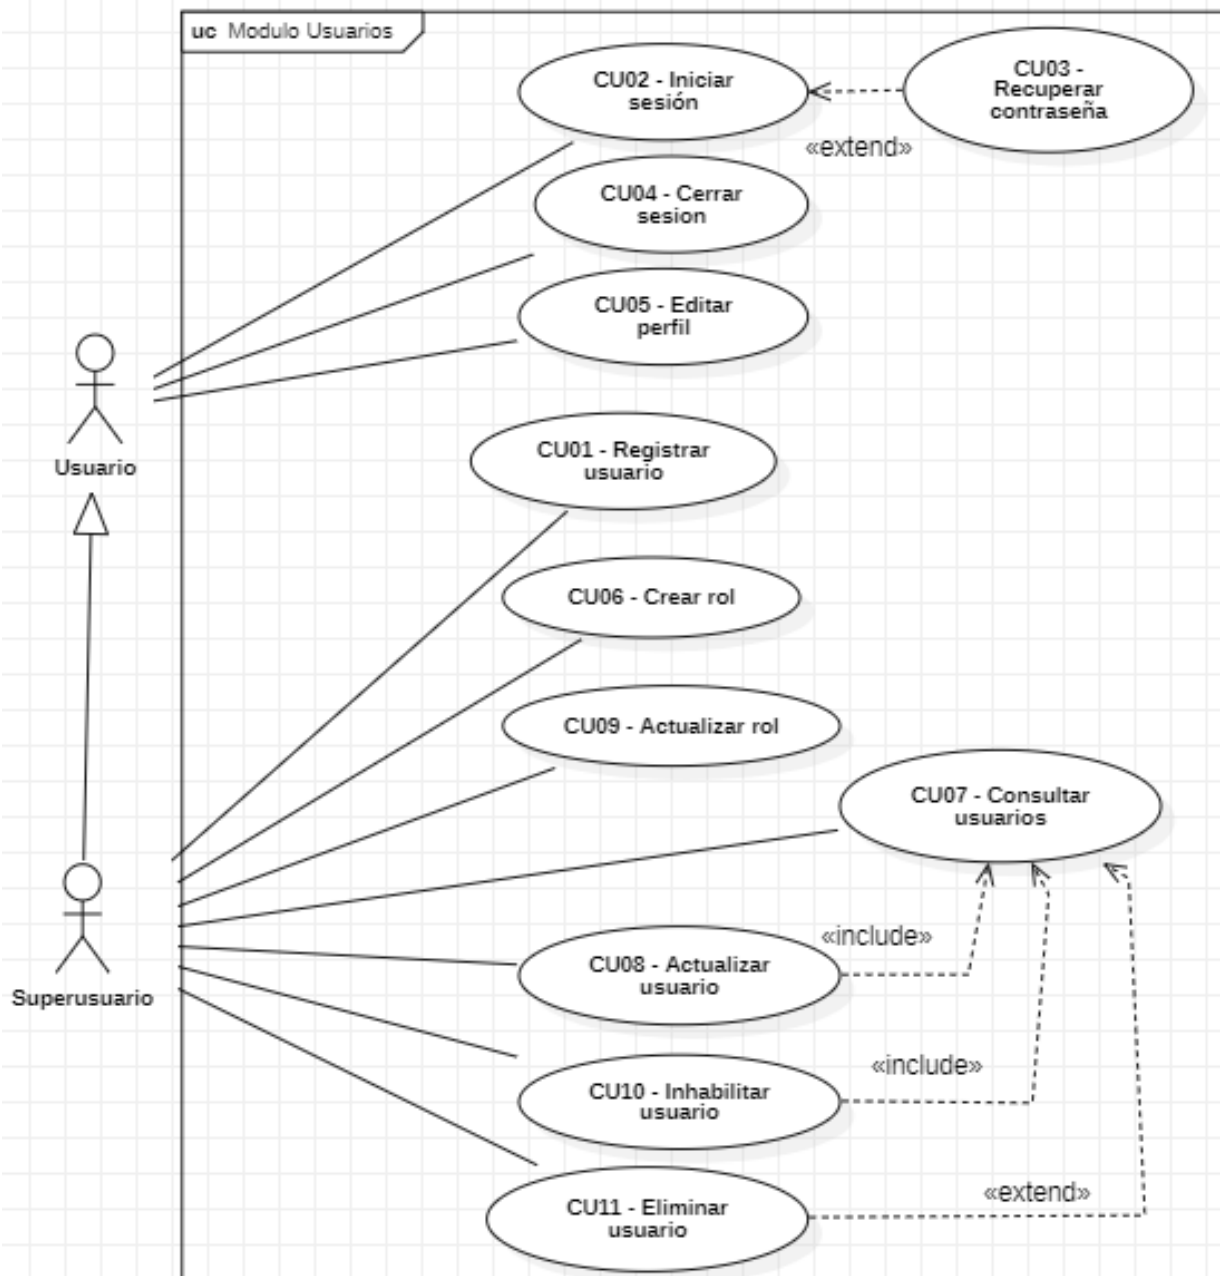 uc Modulo Usuarios
CU02 - Iniciar
sesión
CU03 -
Recuperar
contraseña
«extend»
CU04 - Cerrar
sesion
CU05 - Editar
perfil
Usuario
CU01 - Registrar
usuario
CU06 - Crear rol
CU09 - Actualizar rol
CU07 - Consultar
usuarios
Superusuario
«include»
CU08 - Actualizar
usuario
«include»
CU10 - Inhabilitar
usuario
«extend»
CU11 - Eliminar
usuario